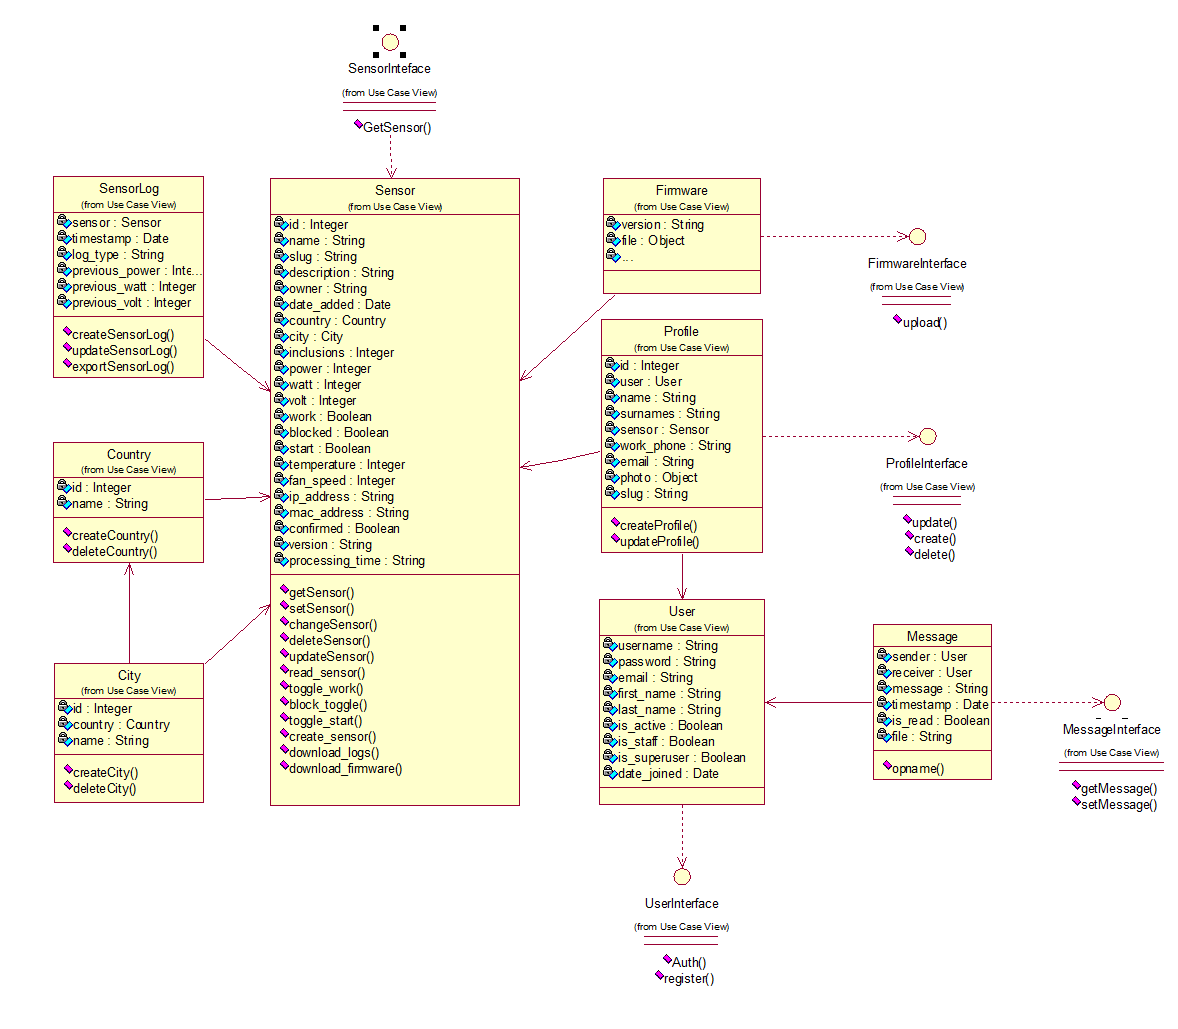 SensorInteface
(from Use Case View)
GetSensor()
SensorLog
(from Use Case View)
sensor : Sensor
timestamp : Date
log_type : String
previous_power : Inte...
previous_watt : Integer
previous_volt : Integer
createSensorLog()
updateSensorLog()
exportSensorLog()
Sensor
(from Use Case View)
id : Integer
name : String
slug : String
description : String
owner : String
date_added : Date
country : Country
city : City
inclusions : Integer
power : Integer
watt : Integer
volt : Integer
work : Boolean
blocked : Boolean
start : Boolean
temperature : Integer
fan_speed : Integer
ip_address : String
mac_address : String
confirmed : Boolean
version : String
processing_time : String
getSensor()
setSensor()
changeSensor()
deleteSensor()
updateSensor()
read_sensor()
toggle_work()
block_toggle()
toggle_start()
create_sensor()
download_logs()
download_firmware()
Firmware
(from Use Case View)
version : String
file : Object
...
FirmwareInterface
(from Use Case View)
upload()
Profile
(from Use Case View)
id : Integer
user : User
name : String
surnames : String
sensor : Sensor
work_phone : String
email : String
photo : Object
slug : String
createProfile()
updateProfile()
ProfileInterface
(from Use Case View)
update()
create()
delete()
Country
(from Use Case View)
id : Integer
name : String
createCountry()
deleteCountry()
City
(from Use Case View)
id : Integer
country : Country
name : String
createCity()
deleteCity()
User
(from Use Case View)
username : String
password : String
email : String
first_name : String
last_name : String
is_active : Boolean
is_staff : Boolean
is_superuser : Boolean
date_joined : Date
Message
(from Use Case View)
sender : User
receiver : User
message : String
timestamp : Date
is_read : Boolean
file : String
opname()
MessageInterface
(from Use Case View)
getMessage()
setMessage()
UserInterface
(from Use Case View)
Auth()
register()